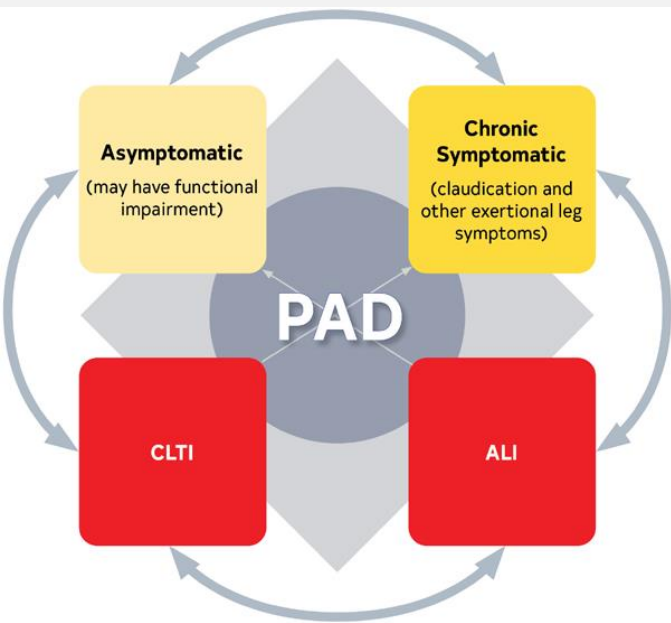 Asymptomatic
(may have functional
impairment)
Chronic
Symptomatic
(claudication and
other exertional leg
symptoms)
PAD
CLTI
ALI